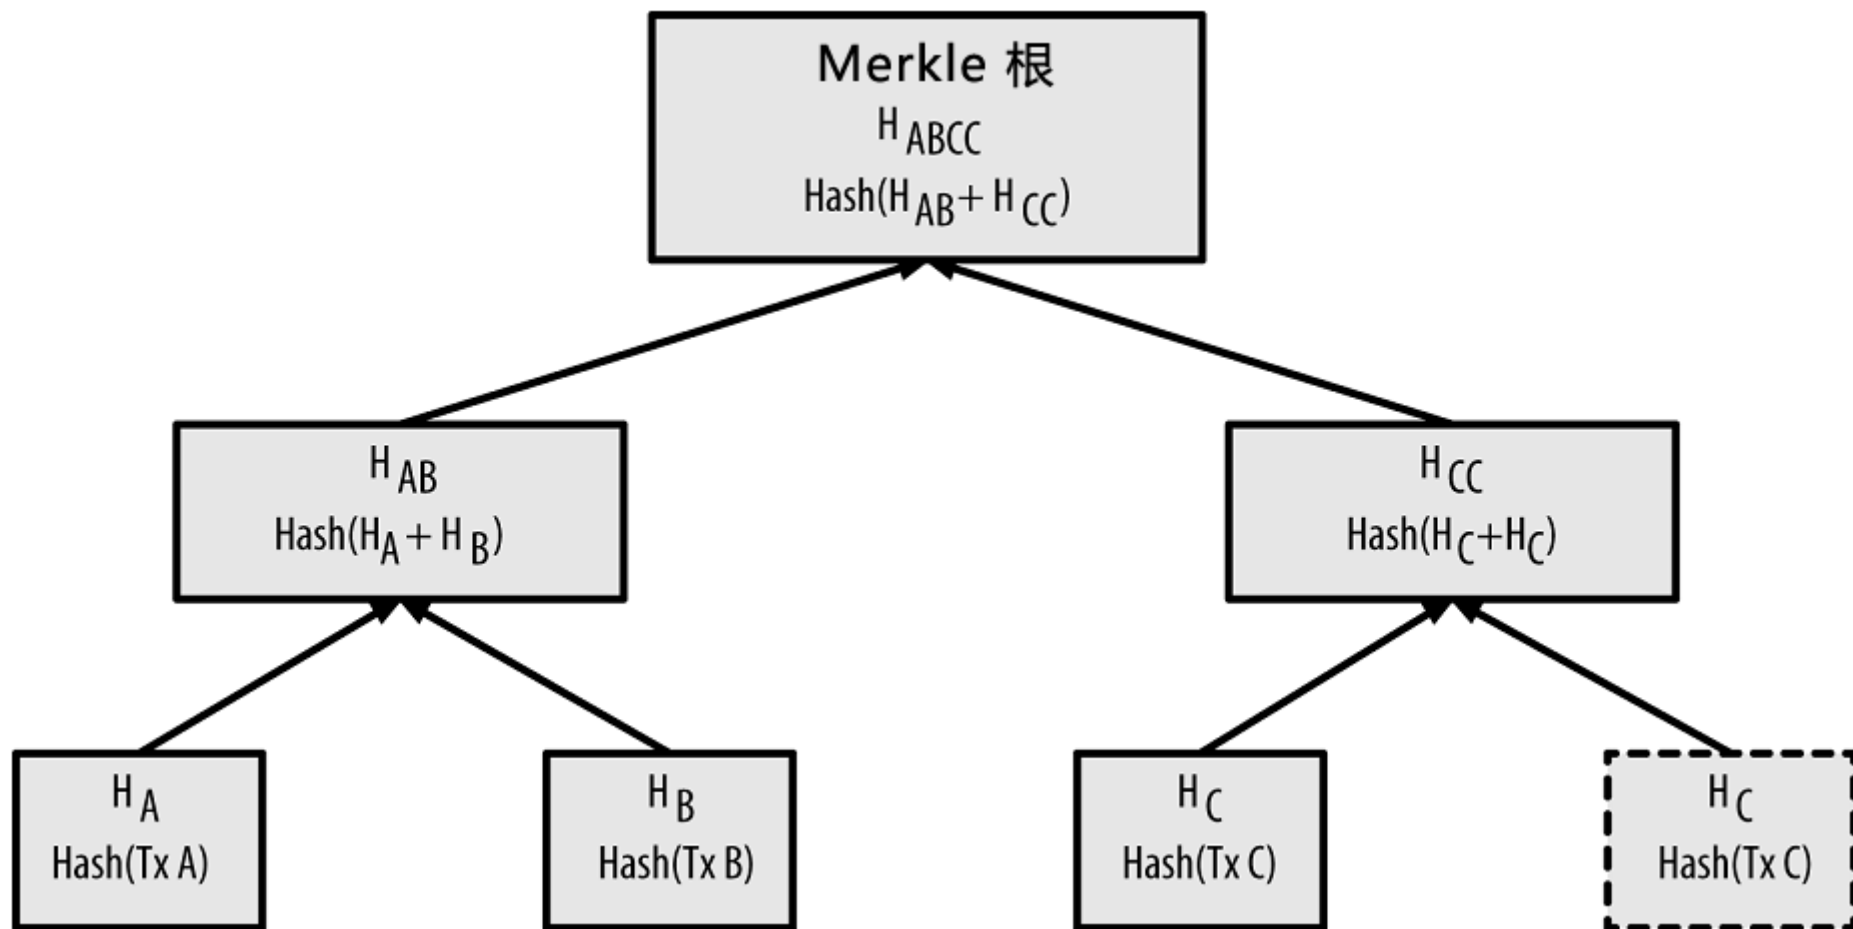 Merkle 根
H ABCC
Hash(H AB+ H CC)
H AB
Hash(HA + H B)
H CC
Hash(HC+HC)
H A
Hash(Tx A)
H B
Hash(Tx B)
H C
Hash(Tx C)
H C
Hash(Tx C)